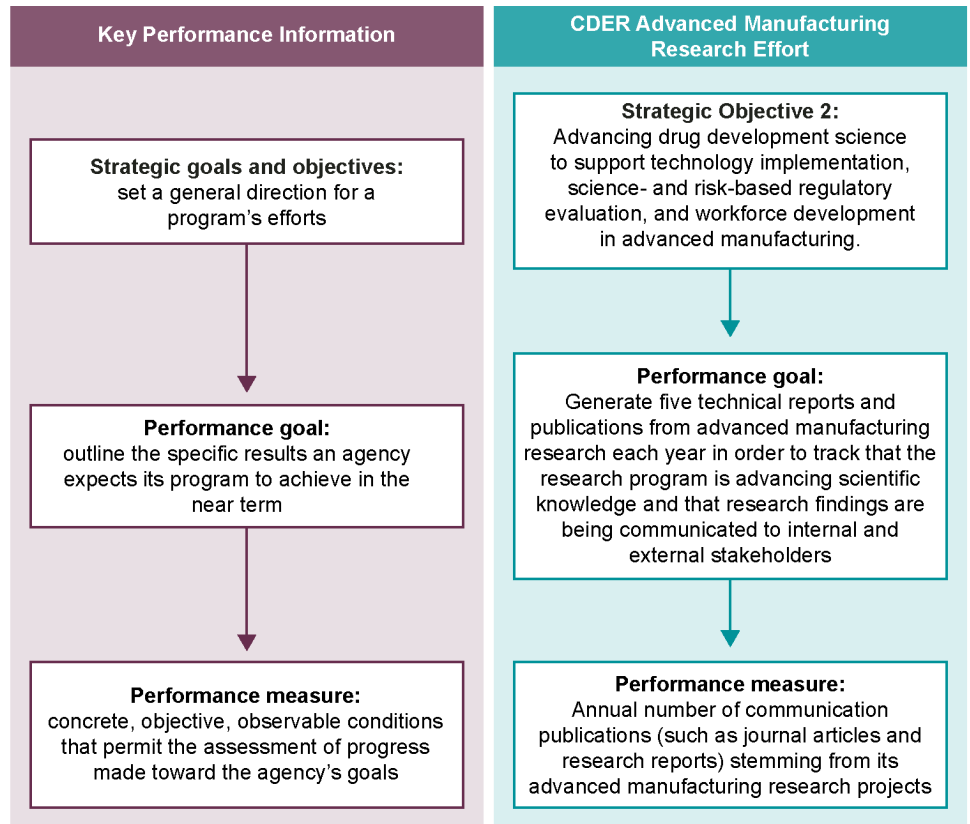 Key Performance Information
Strategic goals and objectives:
set a general direction for a
program's efforts
Performance goal:
outline the specific results an agency
expects its program to achieve in the
near term
Performance measure:
concrete, objective, observable conditions
that permit the assessment of progress
made toward the agency's goals
CDER Advanced Manufacturing
Research Effort
Strategic Objective 2:
Advancing drug development science
to support technology implementation,
science- and risk-based regulatory
evaluation, and workforce development
in advanced manufacturing.
Performance goal:
Generate five technical reports and
publications from advanced manufacturing
research each year in order to track that the
research program is advancing scientific
knowledge and that research findings are
being communicated to internal and
external stakeholders
Performance measure:
Annual number of communication
publications (such as journal articles and
research reports) stemming from its
advanced manufacturing research projects